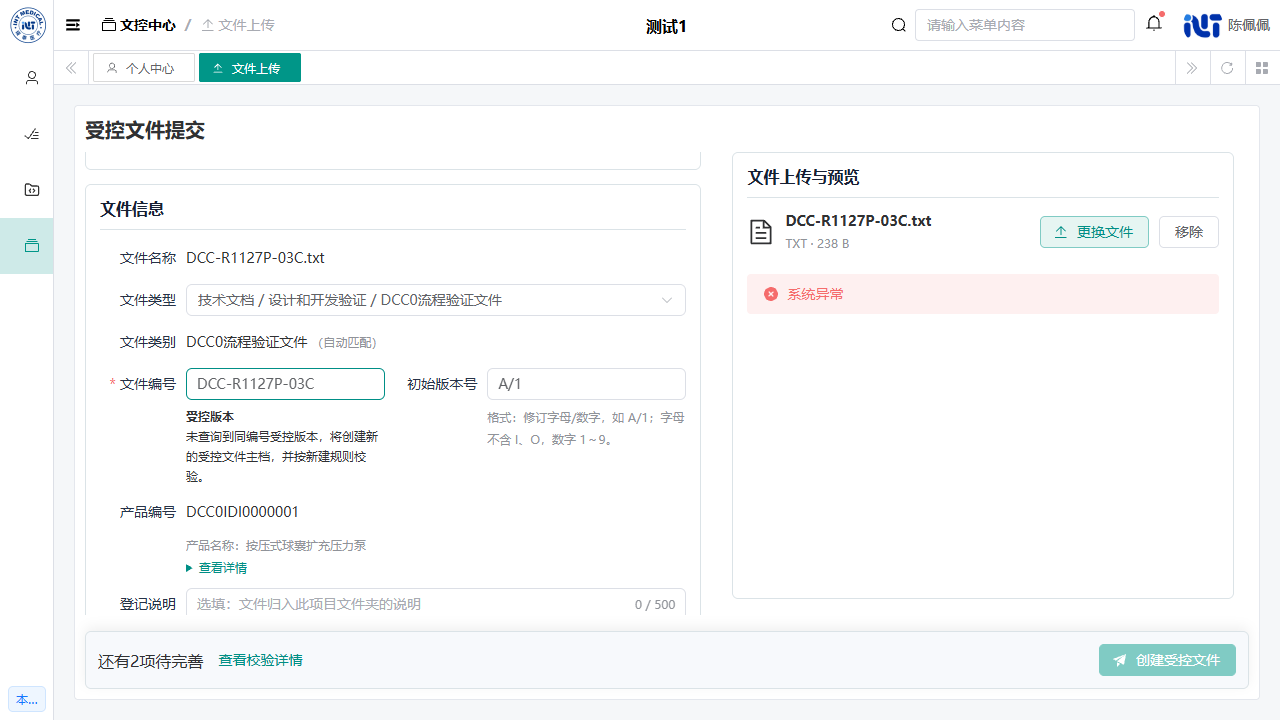 文控中心 / 文件上传
测试1
请输入菜单内容
陈佩佩
个人中心
文件上传
受控文件提交
文件信息
文件名称 DCC-R1127P-03C.txt
文件类型 技术文档 / 设计和开发验证 / DCC0流程验证文件
文件类别 DCC0流程验证文件 (自动匹配)
* 文件编号 DCC-R1127P-03C
初始版本号 A/1
受控版本
未查询到同编号受控版本，将创建新
的受控文件主档，并按新建规则校
验。
格式：修订字母/数字，如 A/1；字母
不含 I、O，数字 1～9。
产品编号 DCC0IDI0000001
产品名称：按压式球囊扩充压力泵
查看详情
登记说明 选填：文件归入此项目文件夹的说明 0 / 500
文件上传与预览
DCC-R1127P-03C.txt
TXT · 238 B
更换文件
移除
系统异常
还有2项待完善 查看校验详情
创建受控文件
本...